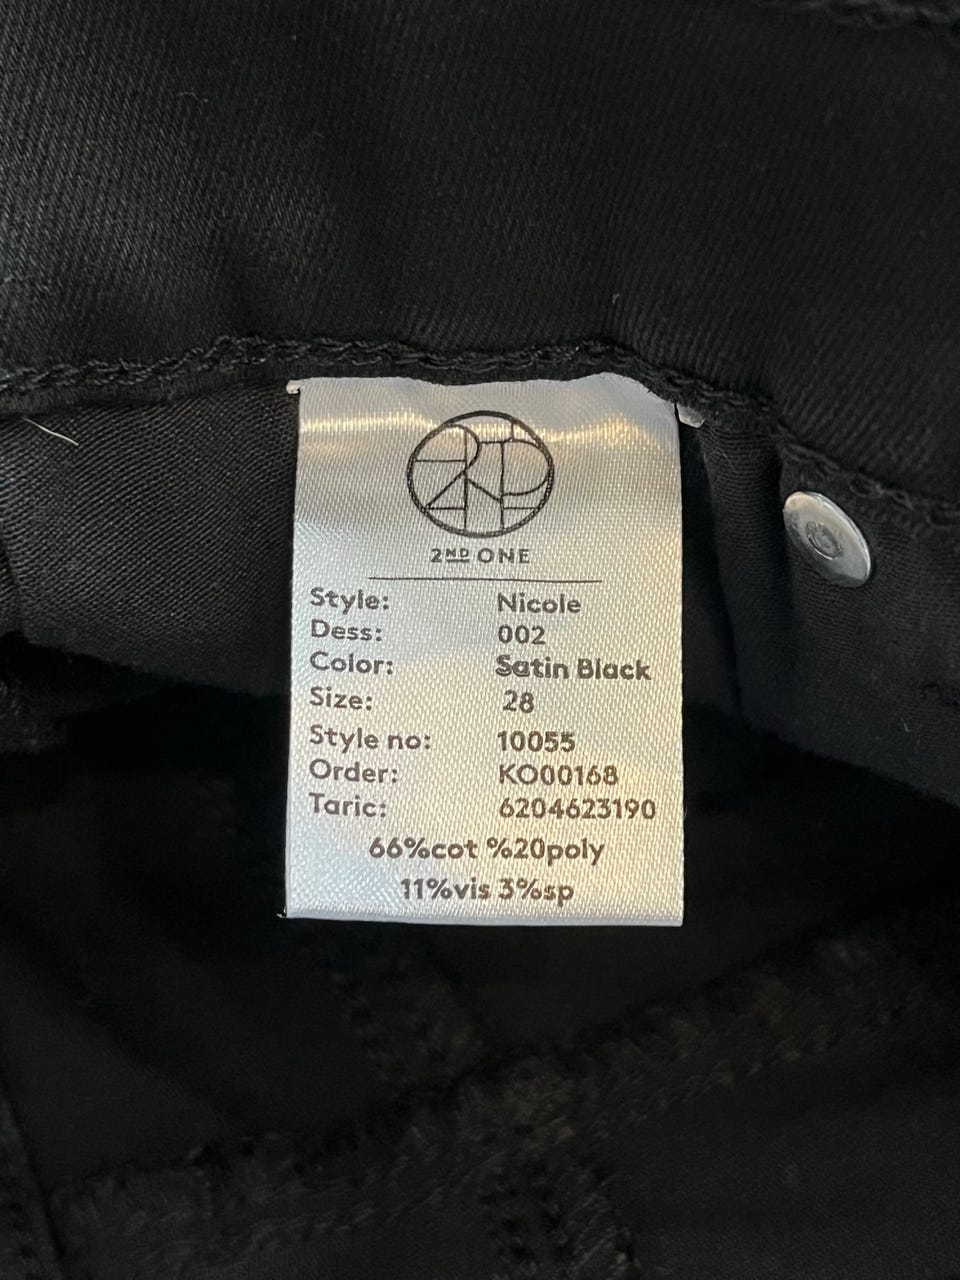 2ND ONE
Style: Nicole
Dess: 002
Color: Satin Black
Size: 28
Style no: 10055
Order: KO00168
Taric: 6204623190
66%cot %20poly
11%vis 3%sp